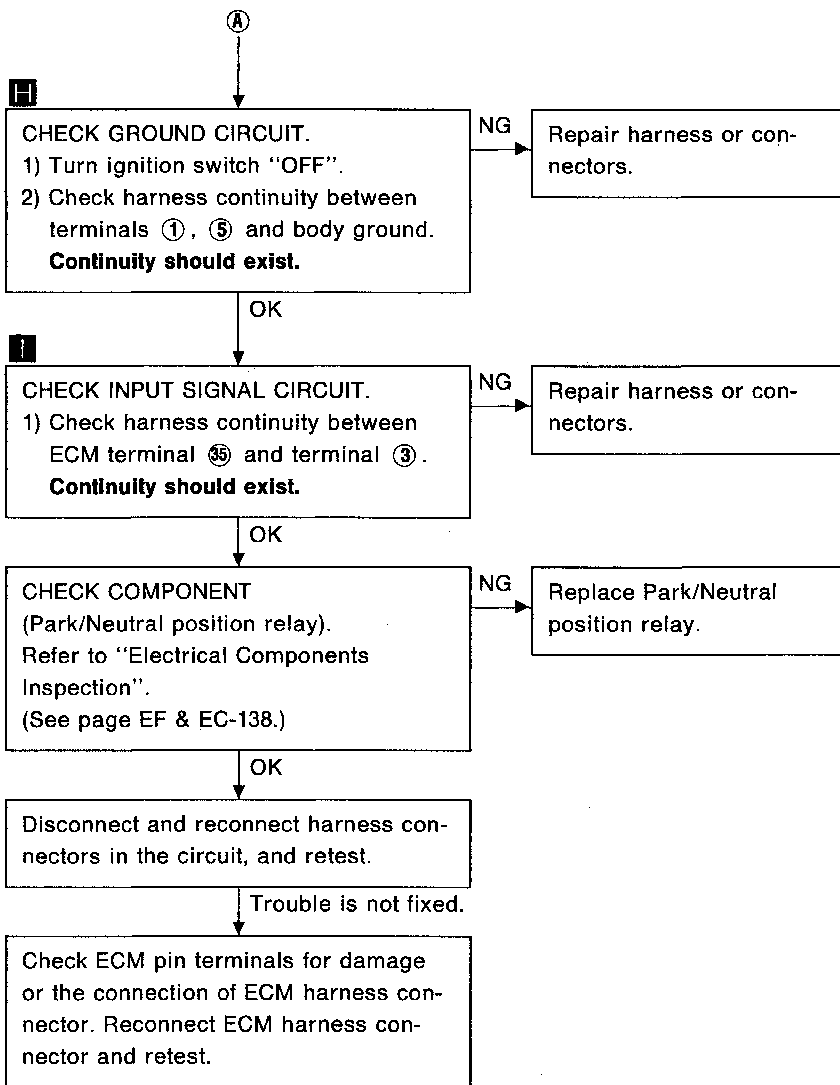 Ⓐ
H
CHECK GROUND CIRCUIT.
1) Turn ignition switch “OFF”.
2) Check harness continuity between
terminals ①, ⑤ and body ground.
Continuity should exist.
NG
Repair harness or con-
nectors.
OK
I
CHECK INPUT SIGNAL CIRCUIT.
1) Check harness continuity between
ECM terminal ㉟ and terminal ③.
Continuity should exist.
NG
Repair harness or con-
nectors.
OK
CHECK COMPONENT
(Park/Neutral position relay).
Refer to “Electrical Components
Inspection”.
(See page EF & EC-138.)
NG
Replace Park/Neutral
position relay.
OK
Disconnect and reconnect harness con-
nectors in the circuit, and retest.
Trouble is not fixed.
Check ECM pin terminals for damage
or the connection of ECM harness con-
nector. Reconnect ECM harness con-
nector and retest.